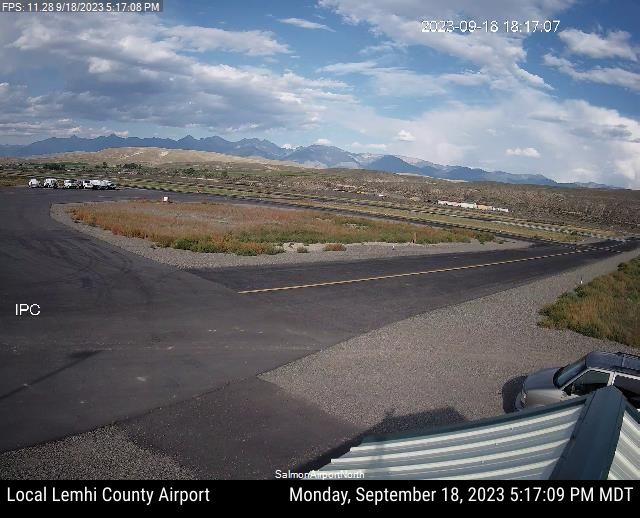 FPS: 11.28 9/18/2023 5:17:08 PM MDT
2023-09-18 18:17:07
IPC
SalmonAirportNorth
Local Lemhi County Airport Monday, September 18, 2023 5:17:09 PM MDT